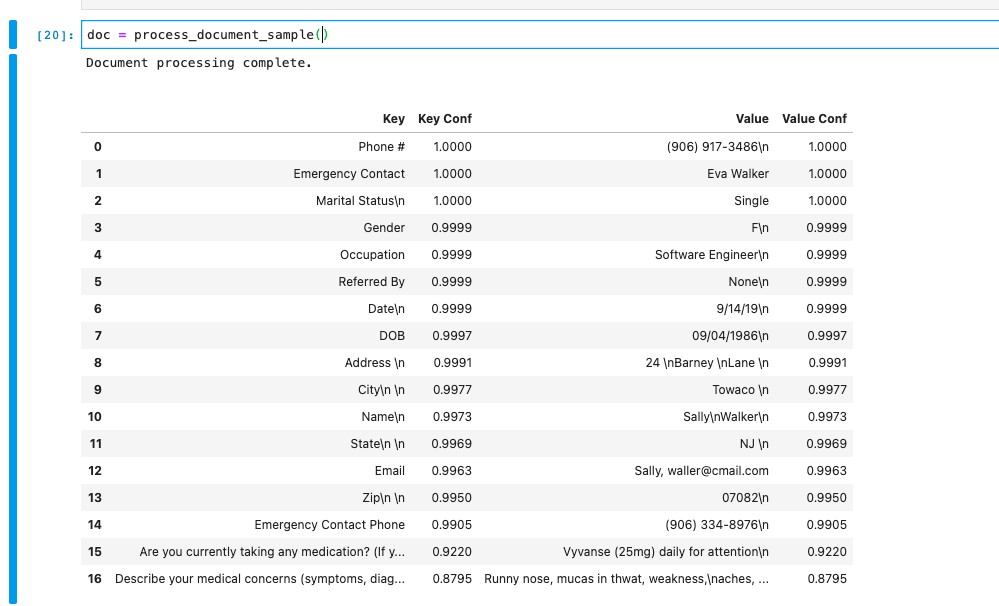 [20]: doc = process_document_sample()
Document processing complete.
Key Key Conf Value Value Conf
0 Phone # 1.0000 (906) 917-3486\n 1.0000
1 Emergency Contact 1.0000 Eva Walker 1.0000
2 Marital Status\n 1.0000 Single 1.0000
3 Gender 0.9999 F\n 0.9999
4 Occupation 0.9999 Software Engineer\n 0.9999
5 Referred By 0.9999 None\n 0.9999
6 Date\n 0.9999 9/14/19\n 0.9999
7 DOB 0.9997 09/04/1986\n 0.9997
8 Address \n 0.9991 24 \nBarney \nLane \n 0.9991
9 City\n \n 0.9977 Towaco \n 0.9977
10 Name\n 0.9973 Sally\nWalker\n 0.9973
11 State\n \n 0.9969 NJ \n 0.9969
12 Email 0.9963 Sally, waller@cmail.com 0.9963
13 Zip\n \n 0.9950 07082\n 0.9950
14 Emergency Contact Phone 0.9905 (906) 334-8976\n 0.9905
15 Are you currently taking any medication? (If y... 0.9220 Vyvanse (25mg) daily for attention\n 0.9220
16 Describe your medical concerns (symptoms, diag... 0.8795 Runny nose, mucas in thwat, weakness,\naches, ... 0.8795